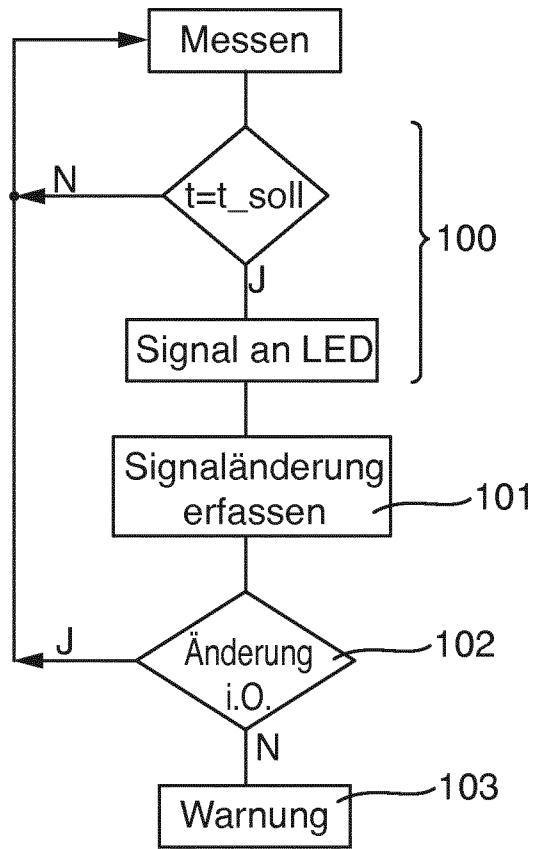 Messen
N
t=t_soll
100
J
Signal an LED
Signaländerung
erfassen
101
J
Änderung
i.O.
102
N
Warnung
103